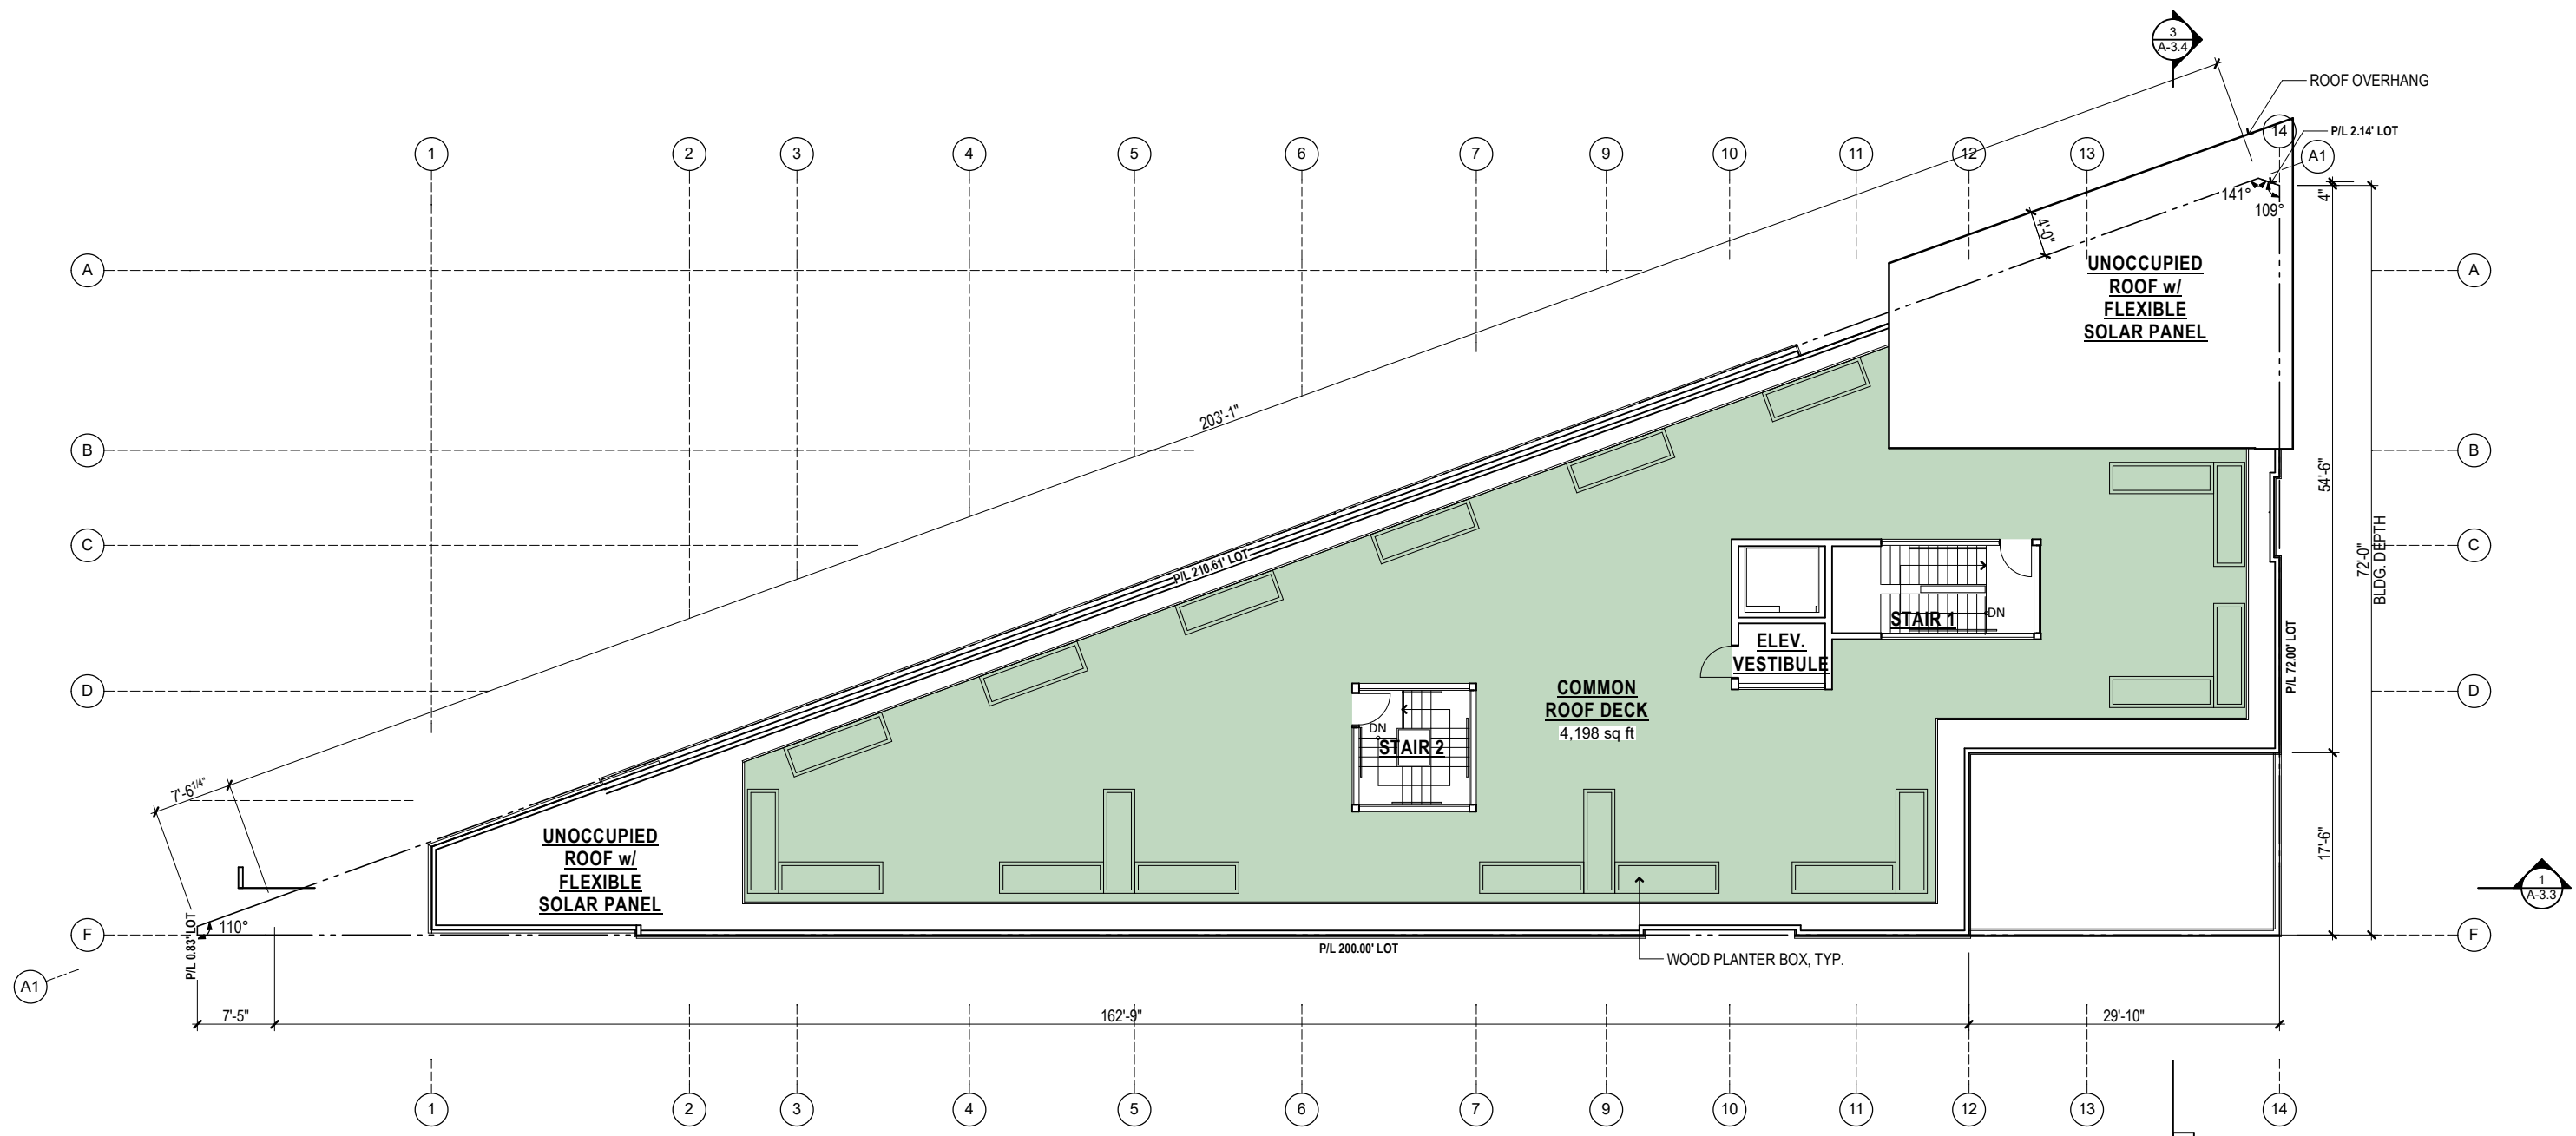 3
A-3.4
ROOF OVERHANG
14
P/L 2.14' LOT
1
2
3
4
5
6
7
9
10
11
12
13
A1
141°
109°
4"
4'-0"
A
UNOCCUPIED
ROOF w/
FLEXIBLE
SOLAR PANEL
A
203'-1"
B
B
54'-6"
C
P/L 210.61' LOT
72'-0"
BLDG. DEPTH
C
STAIR 1
DN
ELEV.
VESTIBULE
P/L 72.00' LOT
D
COMMON
ROOF DECK
4,198 sq ft
D
DN
STAIR 2
7'-6 1/4"
UNOCCUPIED
ROOF w/
FLEXIBLE
SOLAR PANEL
17'-6"
1
A-3.3
110°
P/L 0.83' LOT
F
P/L 200.00' LOT
F
WOOD PLANTER BOX, TYP.
A1
7'-5"
162'-9"
29'-10"
1
2
3
4
5
6
7
9
10
11
12
13
14